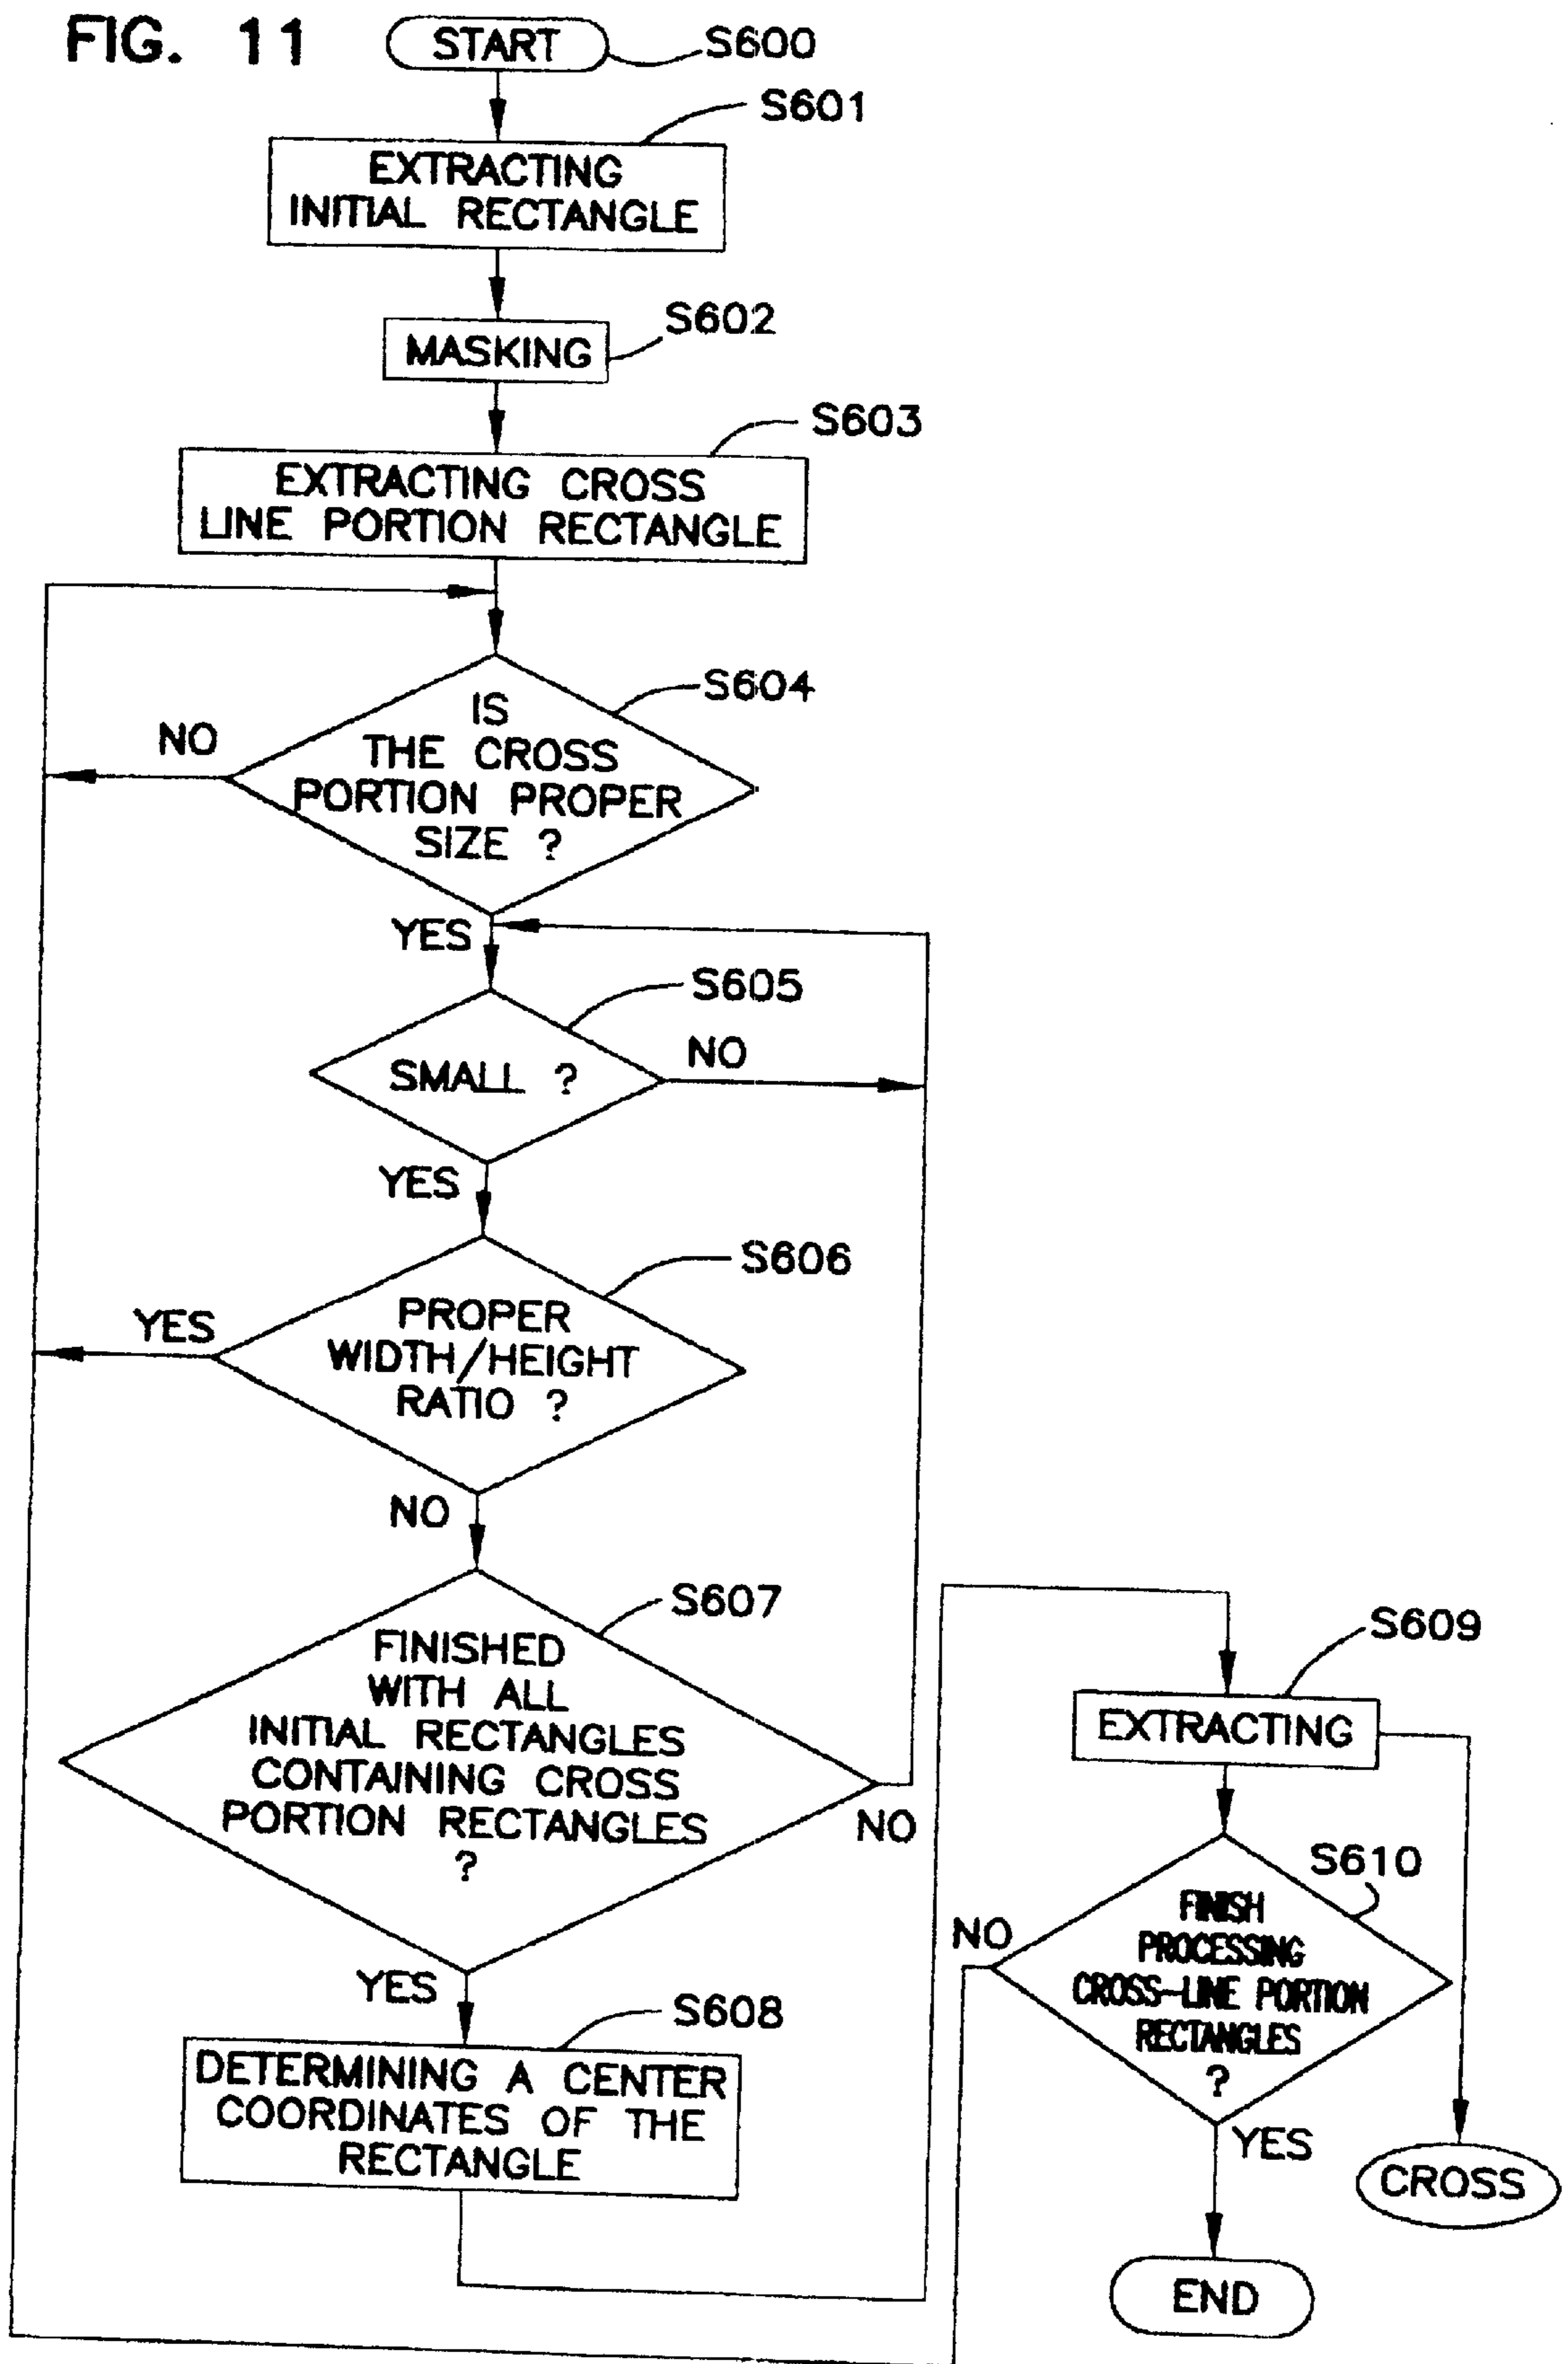 FIG. 11
START
S600
S601
EXTRACTING
INITIAL RECTANGLE
S602
MASKING
S603
EXTRACTING CROSS
LINE PORTION RECTANGLE
S604
IS
THE CROSS
PORTION PROPER
SIZE ?
NO
YES
S605
SMALL ?
NO
YES
S606
PROPER
WIDTH/HEIGHT
RATIO ?
YES
NO
S607
FINISHED
WITH ALL
INITIAL RECTANGLES
CONTAINING CROSS
PORTION RECTANGLES
?
NO
YES
S608
DETERMINING A CENTER
COORDINATES OF THE
RECTANGLE
S609
EXTRACTING
S610
FINISH
PROCESSING
CROSS-LINE PORTION
RECTANGLES
?
NO
YES
CROSS
END